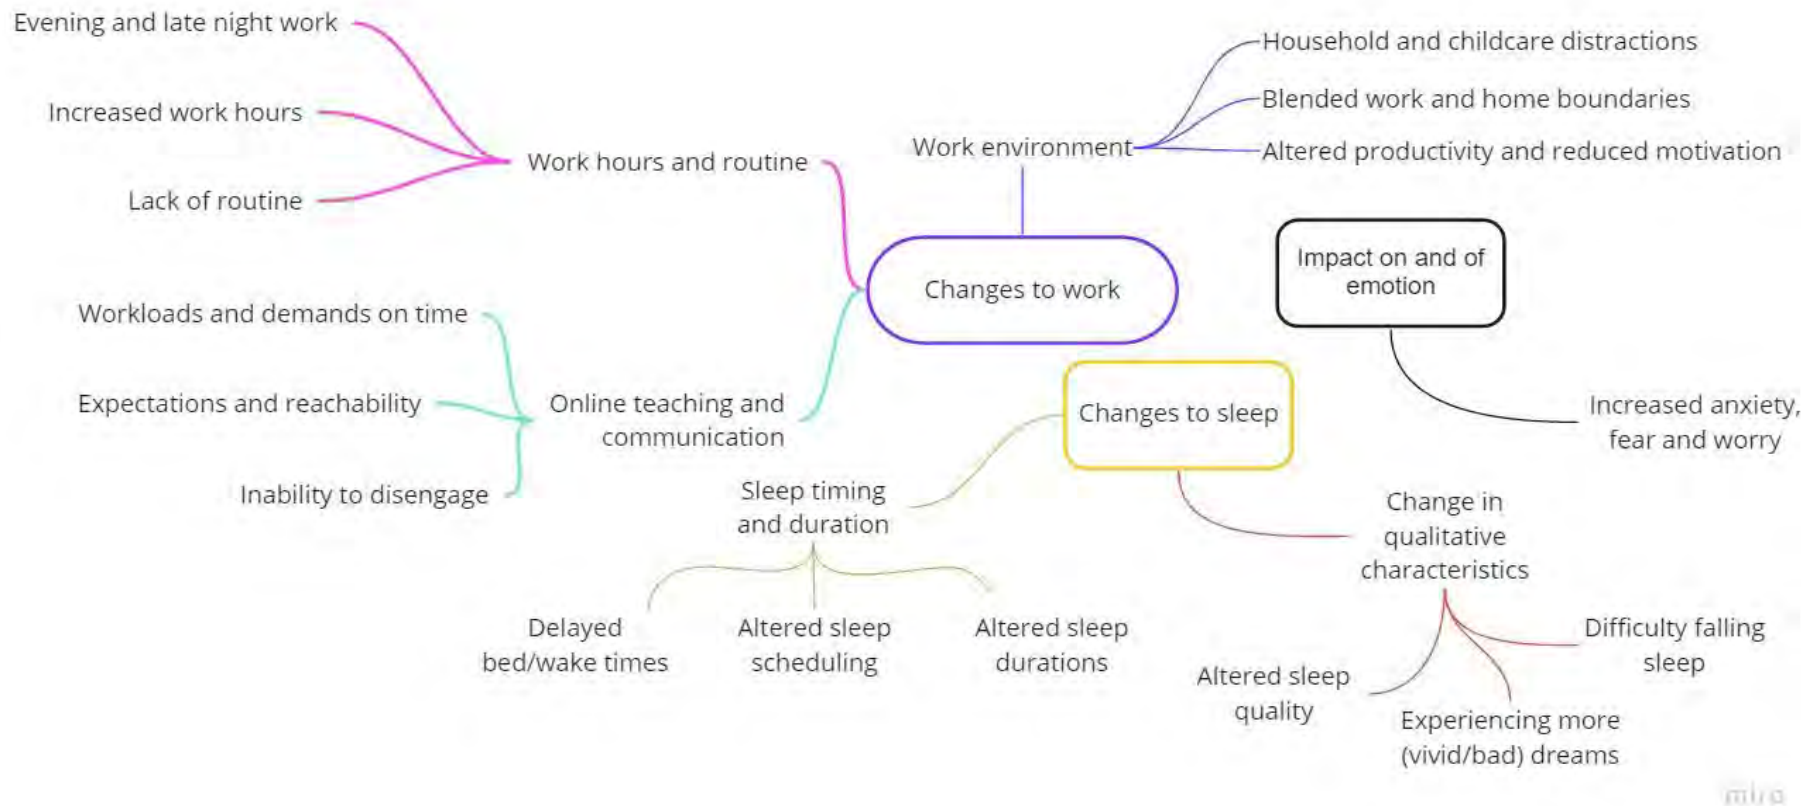 Evening and late night work
Increased work hours
Lack of routine
Work hours and routine
Work environment
Household and childcare distractions
Blended work and home boundaries
Altered productivity and reduced motivation
Changes to work
Impact on and of
emotion
Increased anxiety,
fear and worry
Workloads and demands on time
Expectations and reachability
Inability to disengage
Online teaching and
communication
Changes to sleep
Sleep timing
and duration
Delayed
bed/wake times
Altered sleep
scheduling
Altered sleep
durations
Change in
qualitative
characteristics
Altered sleep
quality
Experiencing more
(vivid/bad) dreams
Difficulty falling
sleep
miro